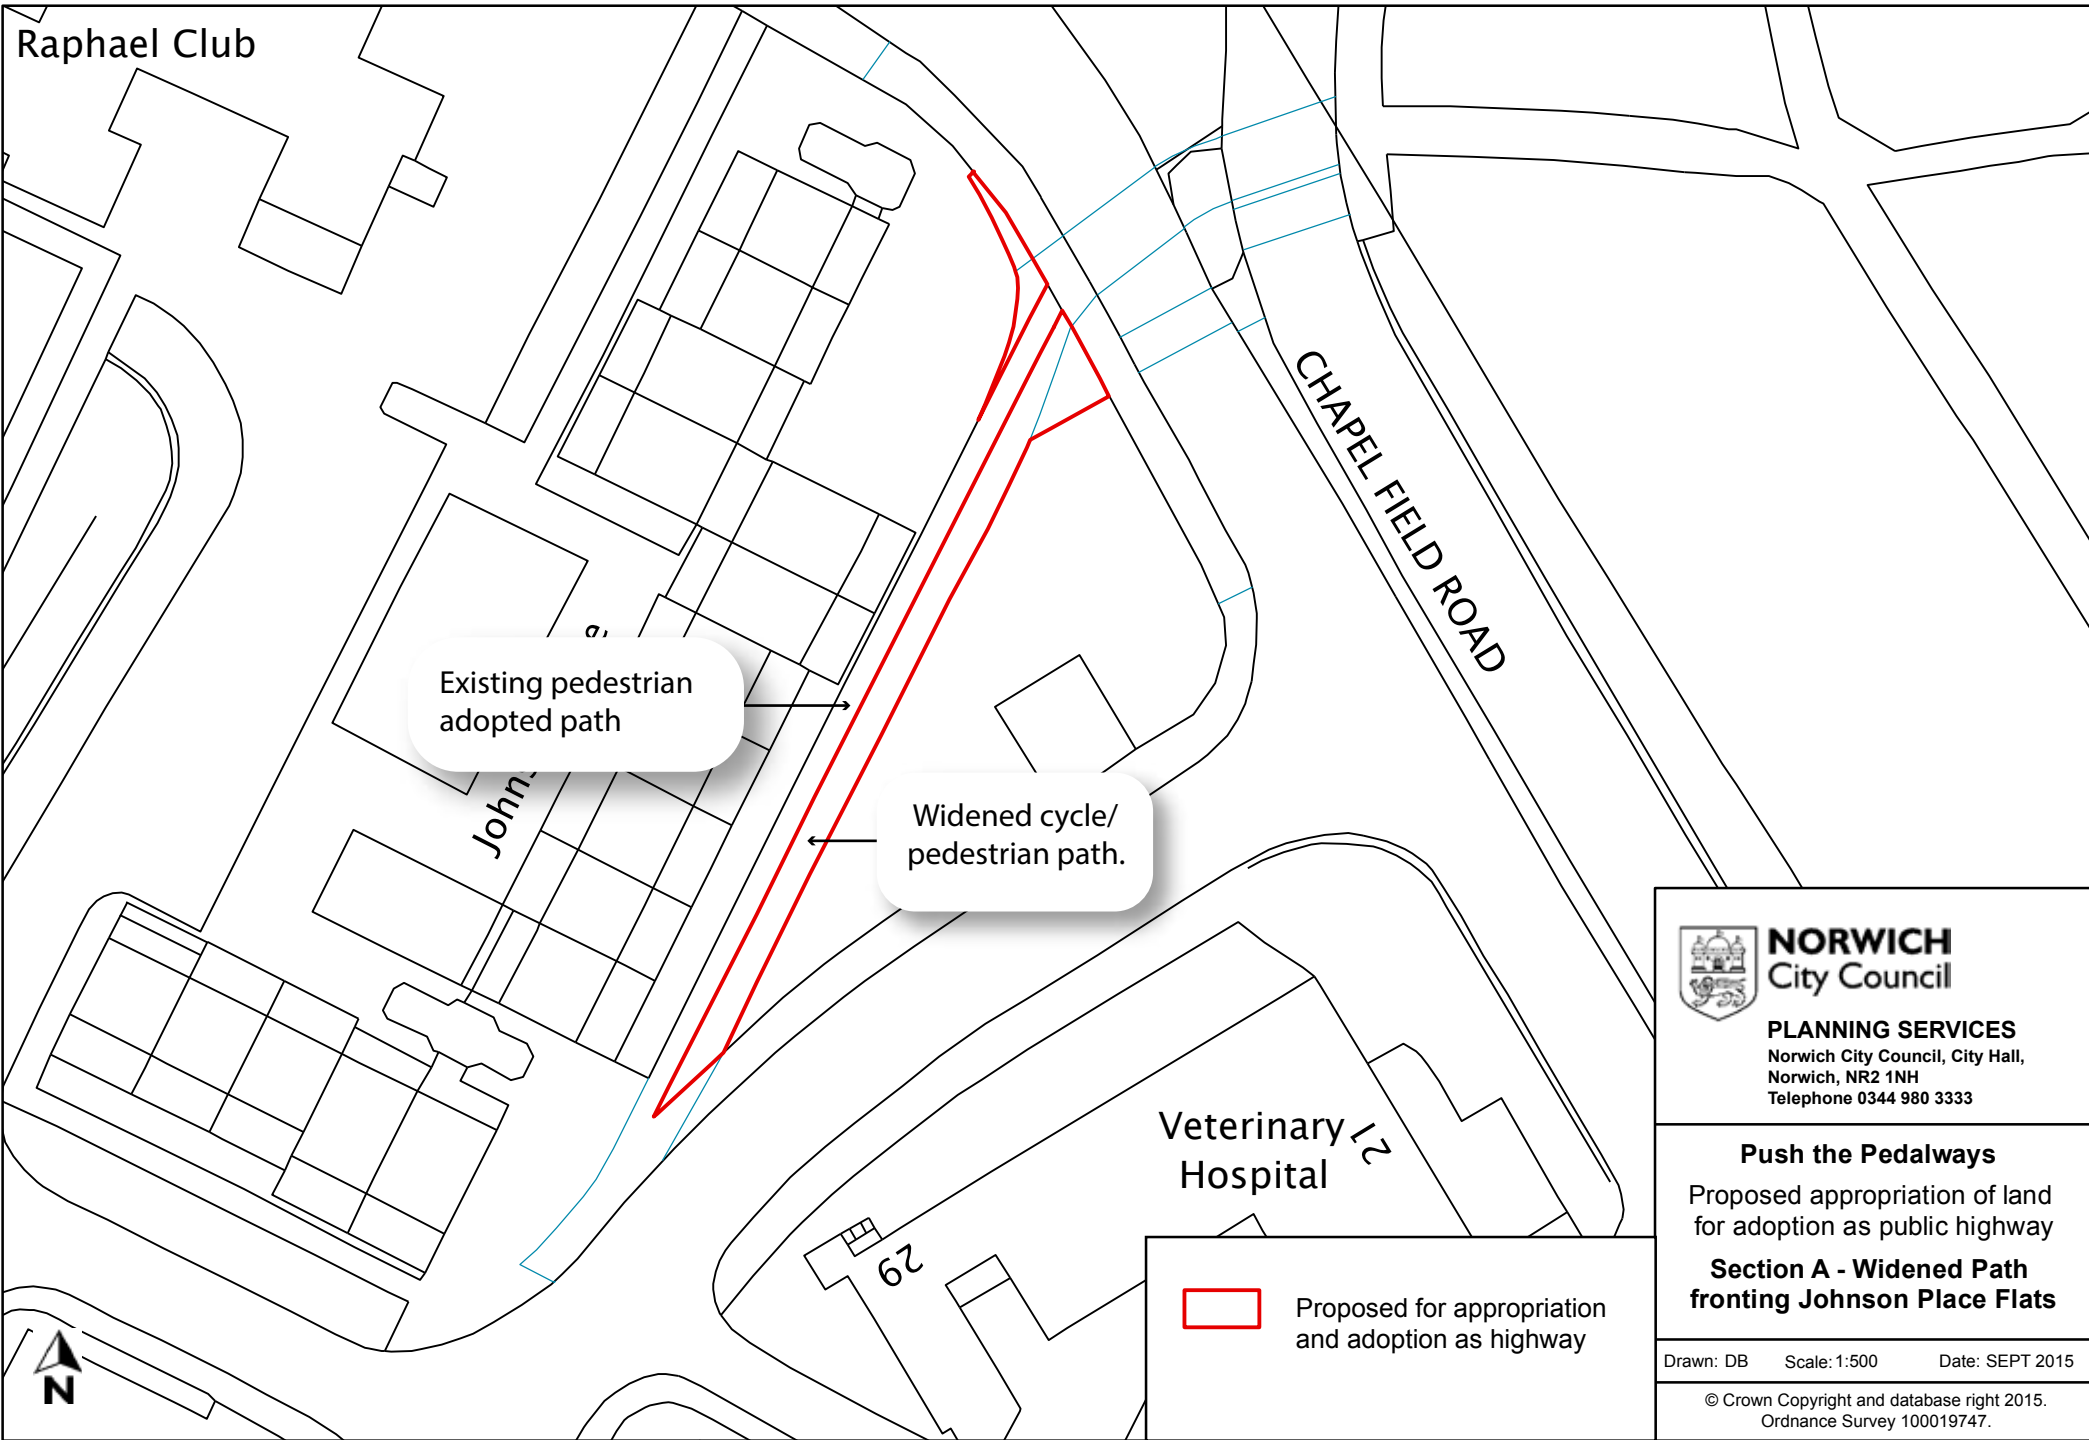 Raphael Club
CHAPEL FIELD ROAD
Existing pedestrian
adopted path
Johns
e
Widened cycle/
pedestrian path.
Veterinary
Hospital
21
29
N
Proposed for appropriation
and adoption as highway
NORWICH
City Council
PLANNING SERVICES
Norwich City Council, City Hall,
Norwich, NR2 1NH
Telephone 0344 980 3333
Push the Pedalways
Proposed appropriation of land
for adoption as public highway
Section A - Widened Path
fronting Johnson Place Flats
Drawn: DB Scale: 1:500 Date: SEPT 2015
© Crown Copyright and database right 2015.
Ordnance Survey 100019747.